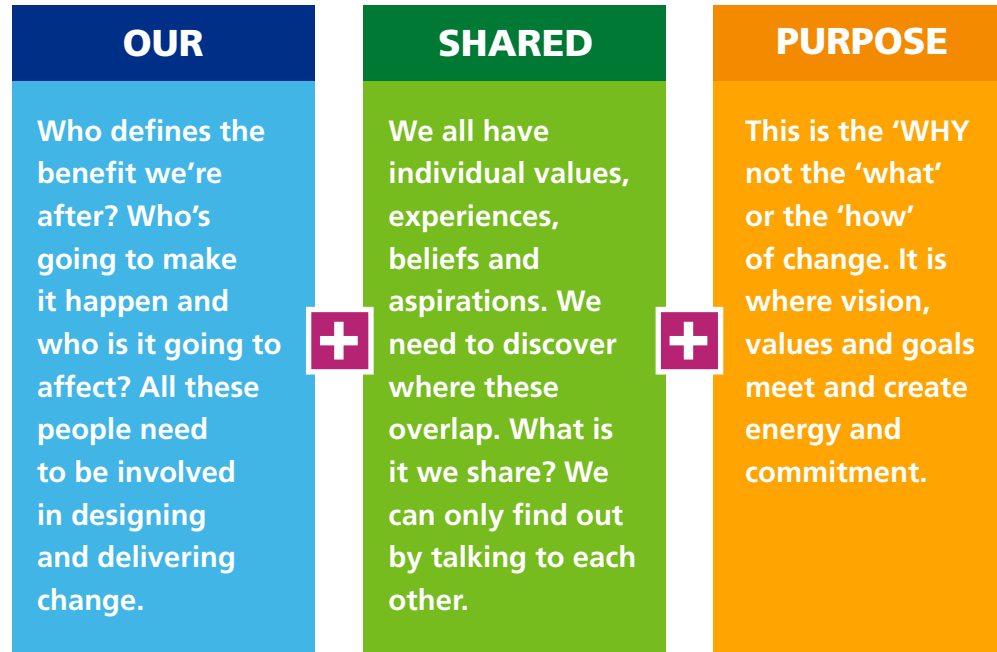 OUR
Who defines the
benefit we’re
after? Who’s
going to make
it happen and
who is it going to
affect? All these
people need
to be involved
in designing
and delivering
change.
+
SHARED
We all have
individual values,
experiences,
beliefs and
aspirations. We
need to discover
where these
overlap. What is
it we share? We
can only find out
by talking to each
other.
+
PURPOSE
This is the ‘WHY
not the ‘what’
or the ‘how’
of change. It is
where vision,
values and goals
meet and create
energy and
commitment.